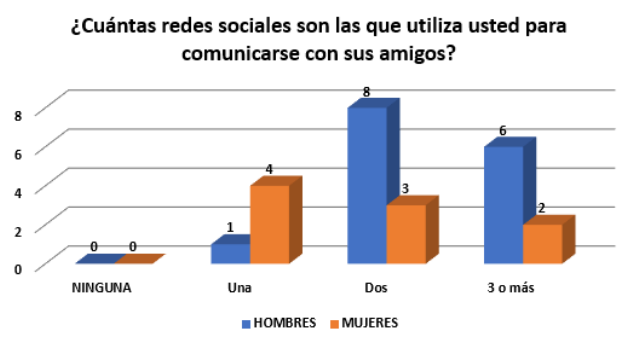 ¿Cuántas redes sociales son las que utiliza usted para
comunicarse con sus amigos?
8
6
4
2
0
0 0
1 4
8 3
6 2
NINGUNA Una Dos 3 o más
HOMBRES MUJERES